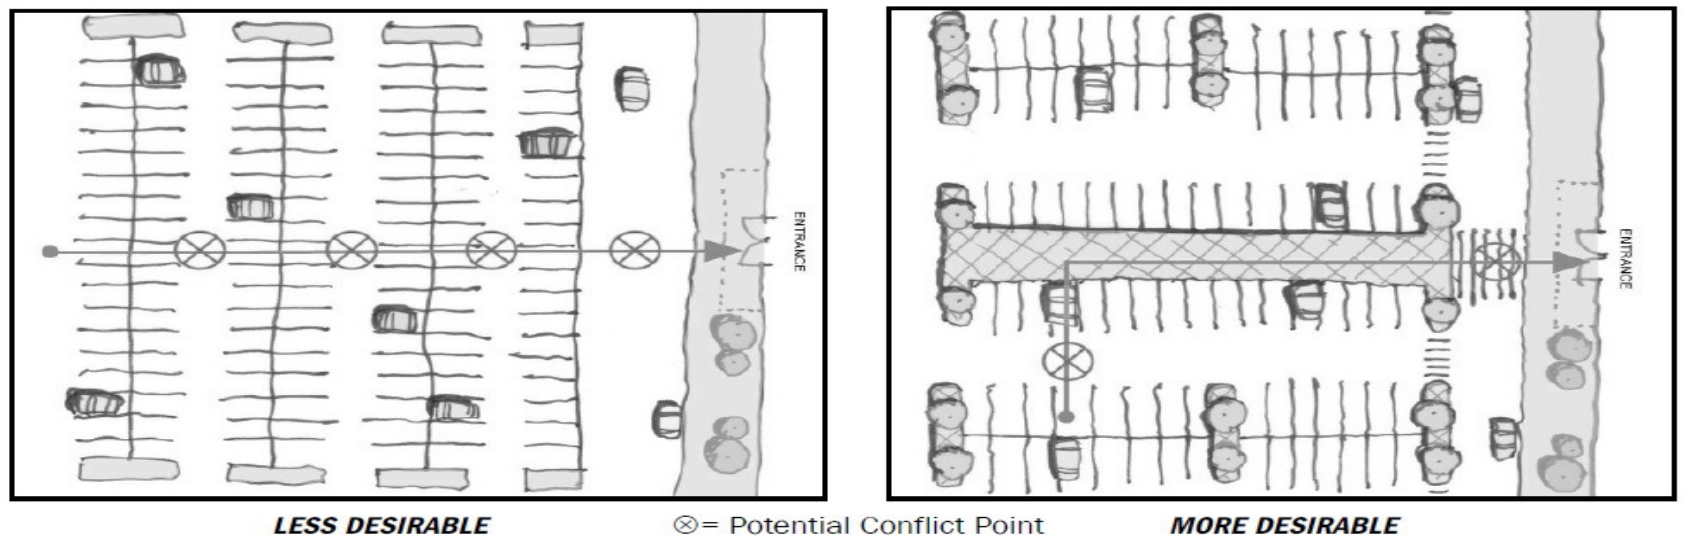 ENTRANCE
ENTRANCE
LESS DESIRABLE
⊗= Potential Conflict Point
MORE DESIRABLE